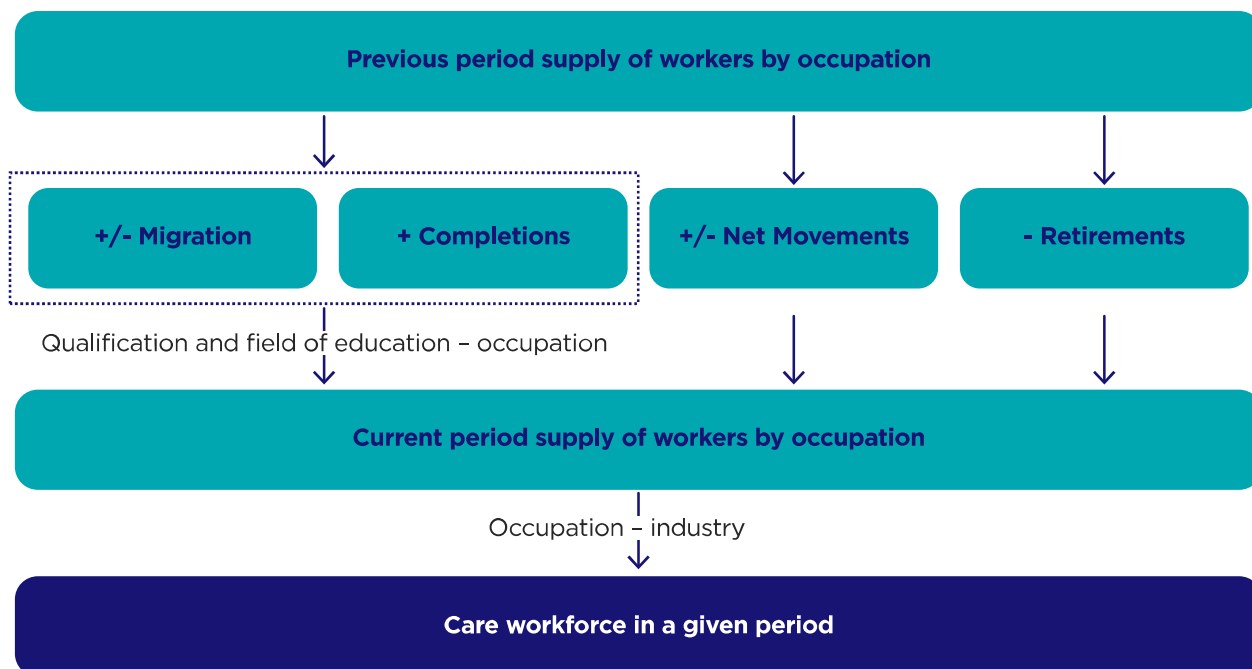 Previous period supply of workers by occupation
+/- Migration
+ Completions
+/- Net Movements
- Retirements
Qualification and field of education – occupation
Current period supply of workers by occupation
Occupation – industry
Care workforce in a given period